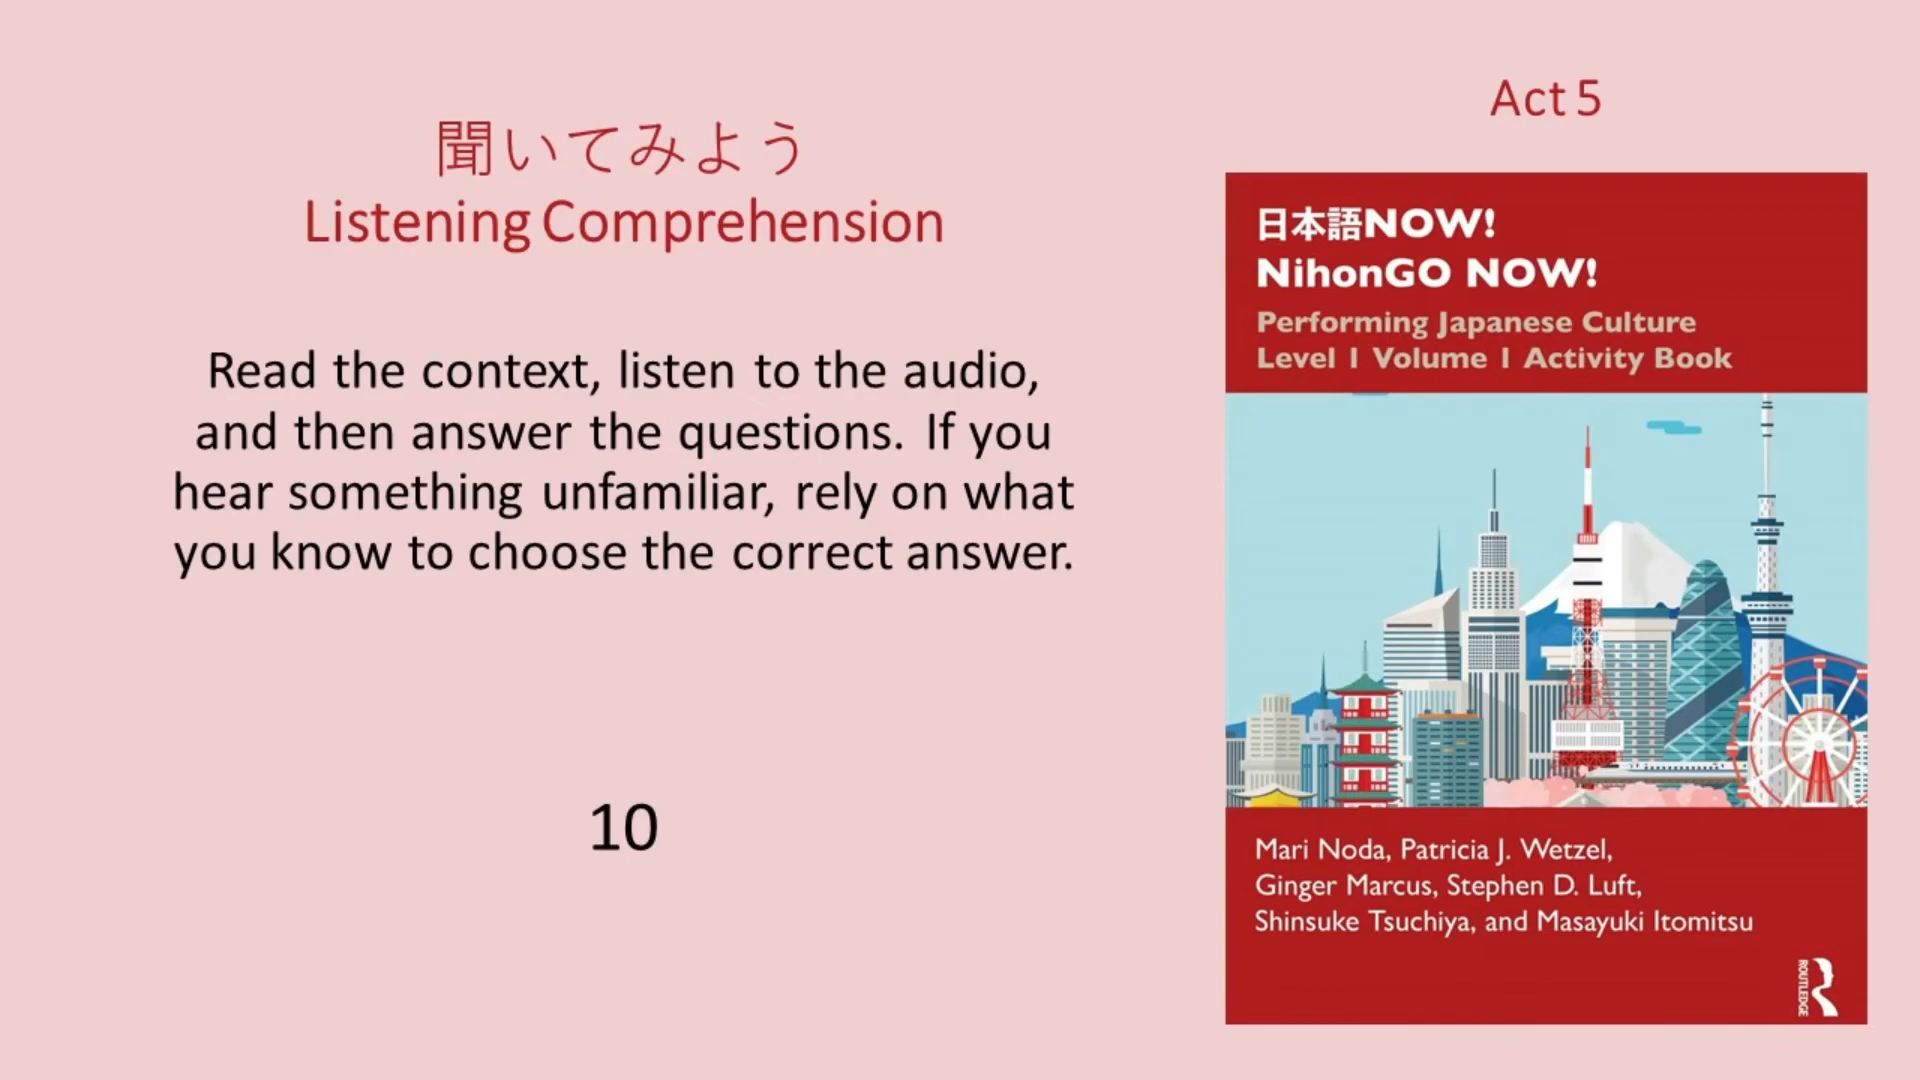 聞いてみよう
Listening Comprehension
Read the context, listen to the audio,
and then answer the questions. If you
hear something unfamiliar, rely on what
you know to choose the correct answer.
10
Act 5
日本語NOW!
NihonGO NOW!
Performing Japanese Culture
Level 1 Volume 1 Activity Book
Mari Noda, Patricia J. Wetzel,
Ginger Marcus, Stephen D. Luft,
Shinsuke Tsuchiya, and Masayuki Itomitsu
ROUTLEDGE